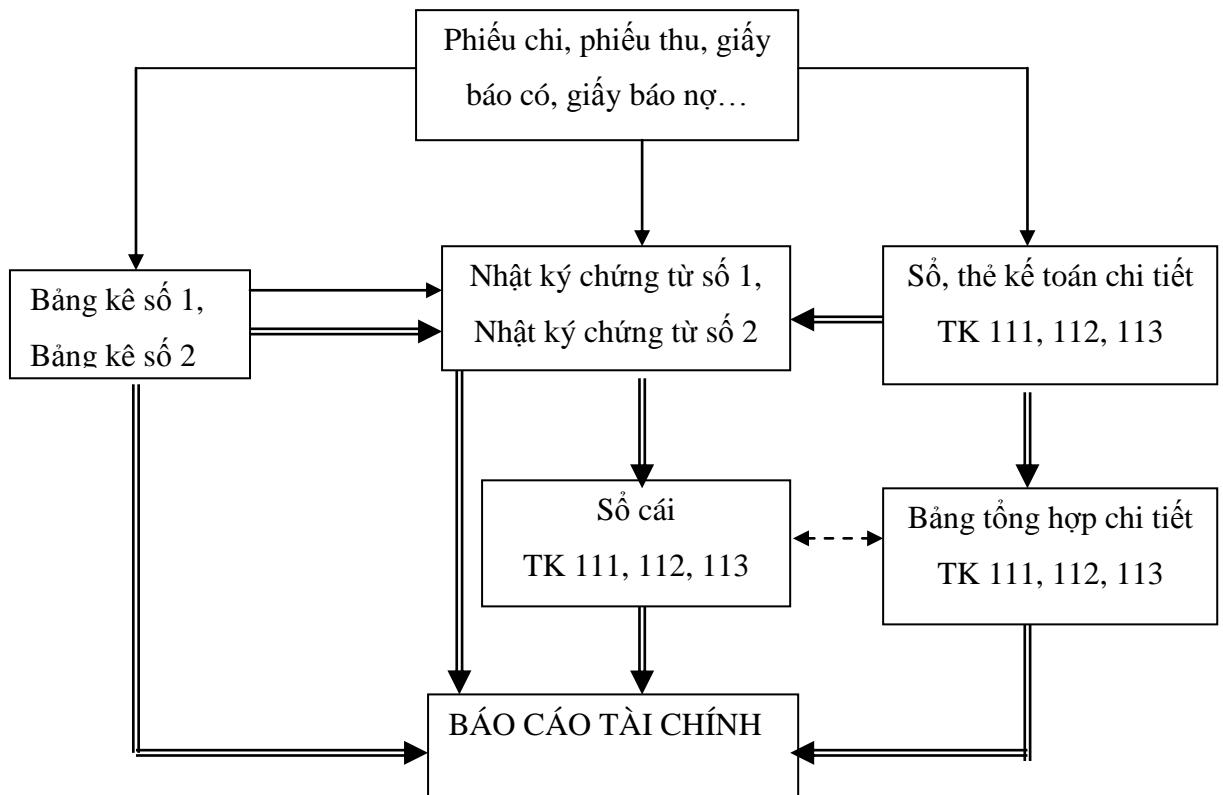 Phiếu chi, phiếu thu, giấy
báo có, giấy báo nợ…
Bảng kê số 1,
Bảng kê số 2
Nhật ký chứng từ số 1,
Nhật ký chứng từ số 2
Sổ, thẻ kế toán chi tiết
TK 111, 112, 113
Sổ cái
TK 111, 112, 113
Bảng tổng hợp chi tiết
TK 111, 112, 113
BÁO CÁO TÀI CHÍNH